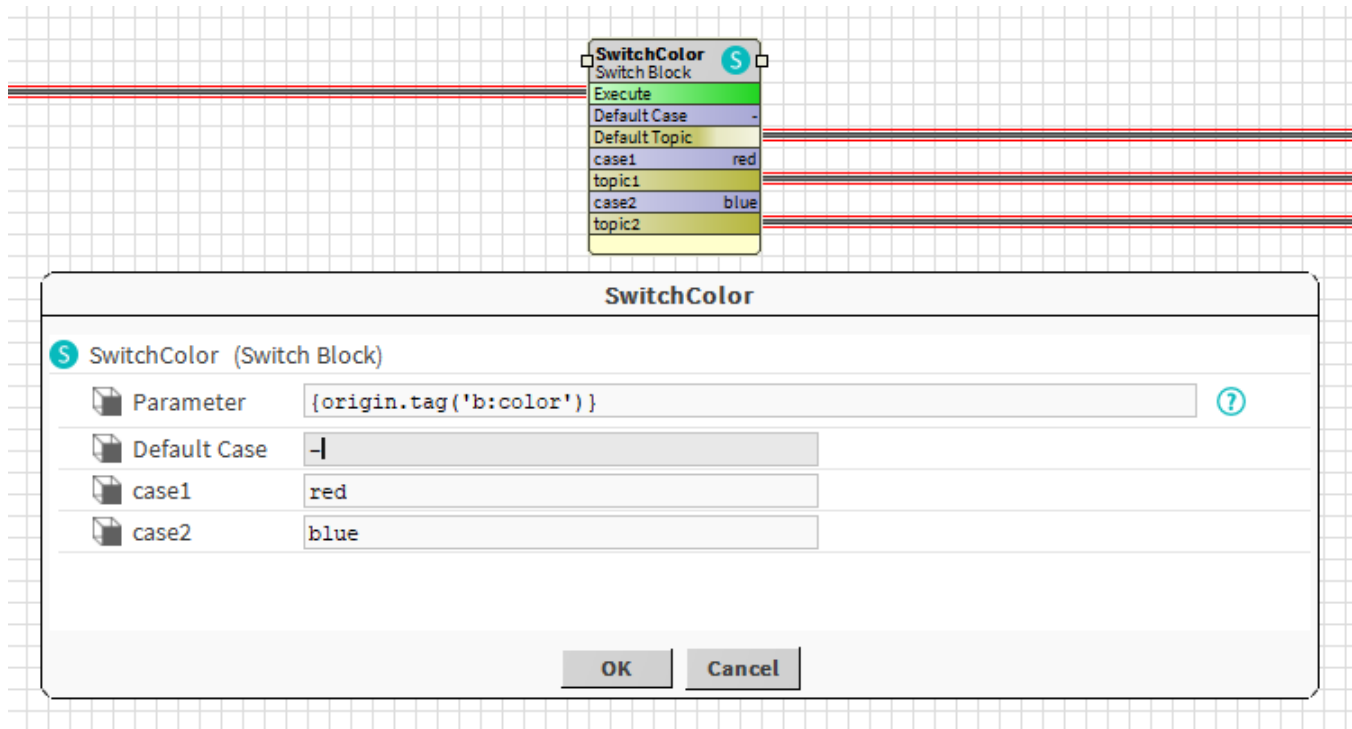 SwitchColor S
Switch Block
Execute
Default Case -
Default Topic
case1 red
topic1
case2 blue
topic2
SwitchColor
S SwitchColor (Switch Block)
Parameter {origin.tag('b:color')} ?
Default Case -
case1 red
case2 blue
OK Cancel